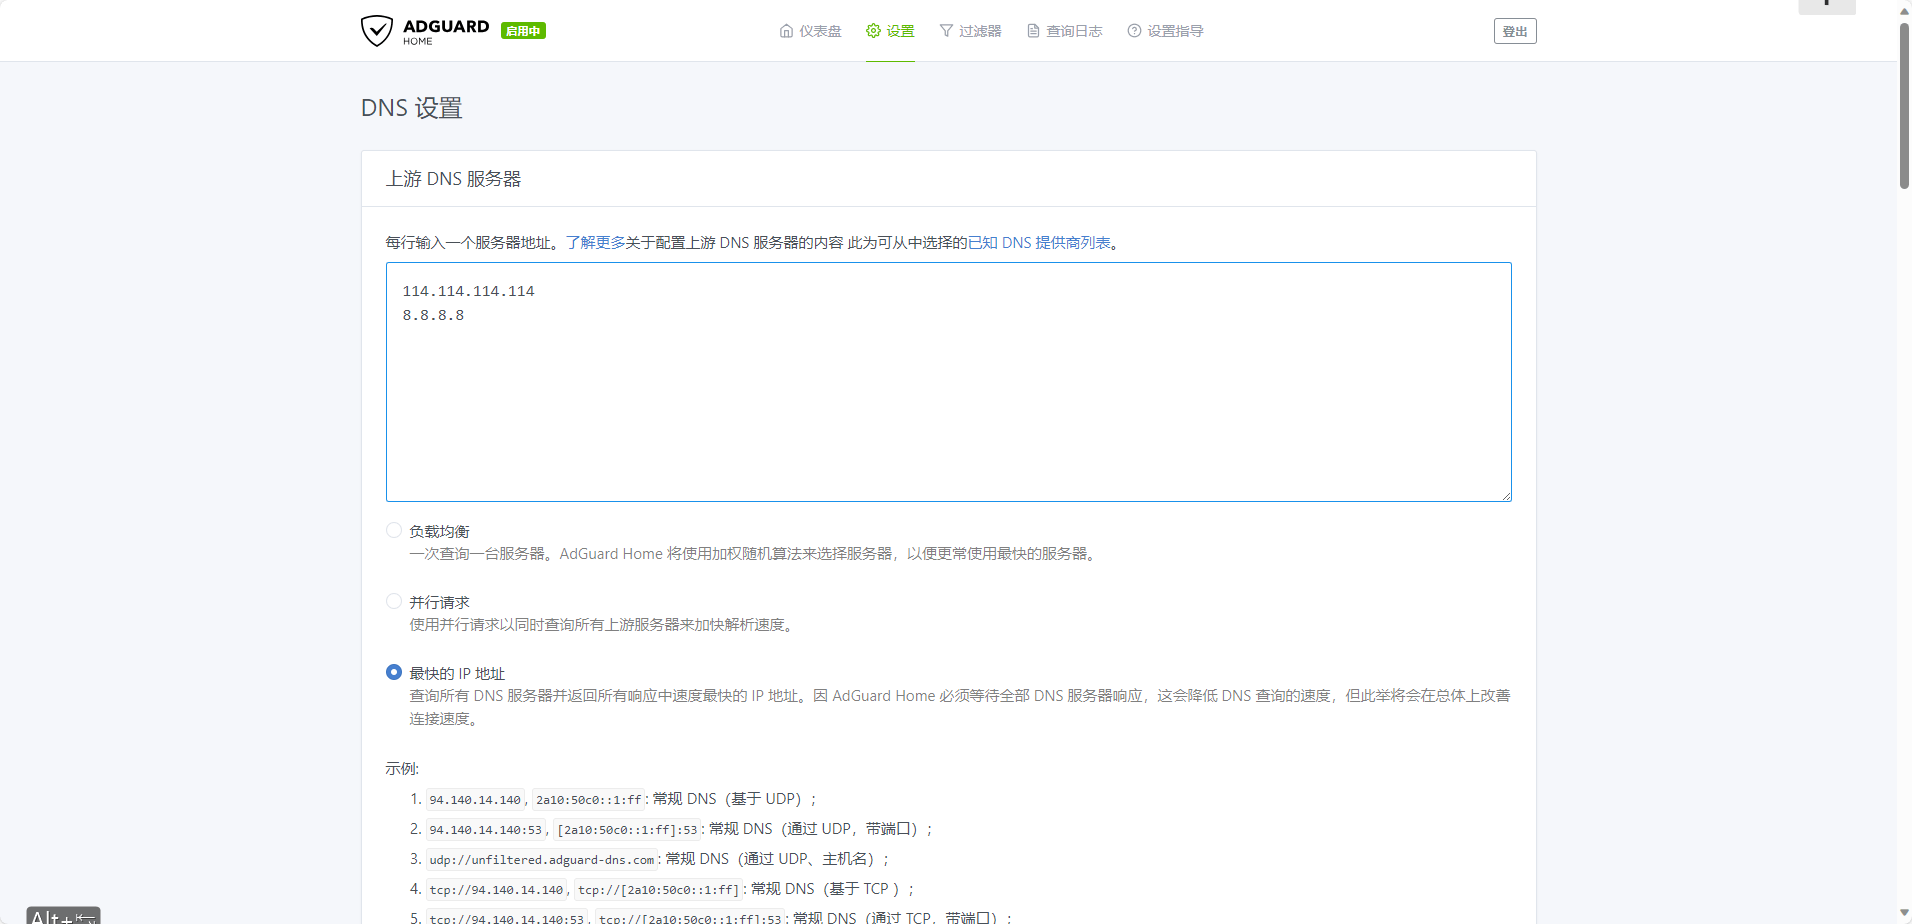 ADGUARD
HOME
启用中
仪表盘
设置
过滤器
查询日志
设置指导
登出
DNS 设置
上游 DNS 服务器
每行输入一个服务器地址。了解更多关于配置上游 DNS 服务器的内容 此为可从中选择的已知 DNS 提供商列表。
114.114.114.114
8.8.8.8
负载均衡
一次查询一台服务器。AdGuard Home 将使用加权随机算法来选择服务器，以便更常使用最快的服务器。
并行请求
使用并行请求以同时查询所有上游服务器来加快解析速度。
最快的 IP 地址
查询所有 DNS 服务器并返回所有响应中速度最快的 IP 地址。因 AdGuard Home 必须等待全部 DNS 服务器响应，这会降低 DNS 查询的速度，但此举将会在总体上改善
连接速度。
示例:
1. 94.140.14.140, 2a10:50c0::1:ff: 常规 DNS（基于 UDP）;
2. 94.140.14.140:53, [2a10:50c0::1:ff]:53: 常规 DNS（通过 UDP，带端口）;
3. udp://unfiltered.adguard-dns.com: 常规 DNS（通过 UDP、主机名）;
4. tcp://94.140.14.140, tcp://[2a10:50c0::1:ff]: 常规 DNS（基于 TCP ）;
5. tcp://94.140.14.140:53, tcp://[2a10:50c0::1:ff]:53: 常规 DNS（通过 TCP，带端口）;
Alt+